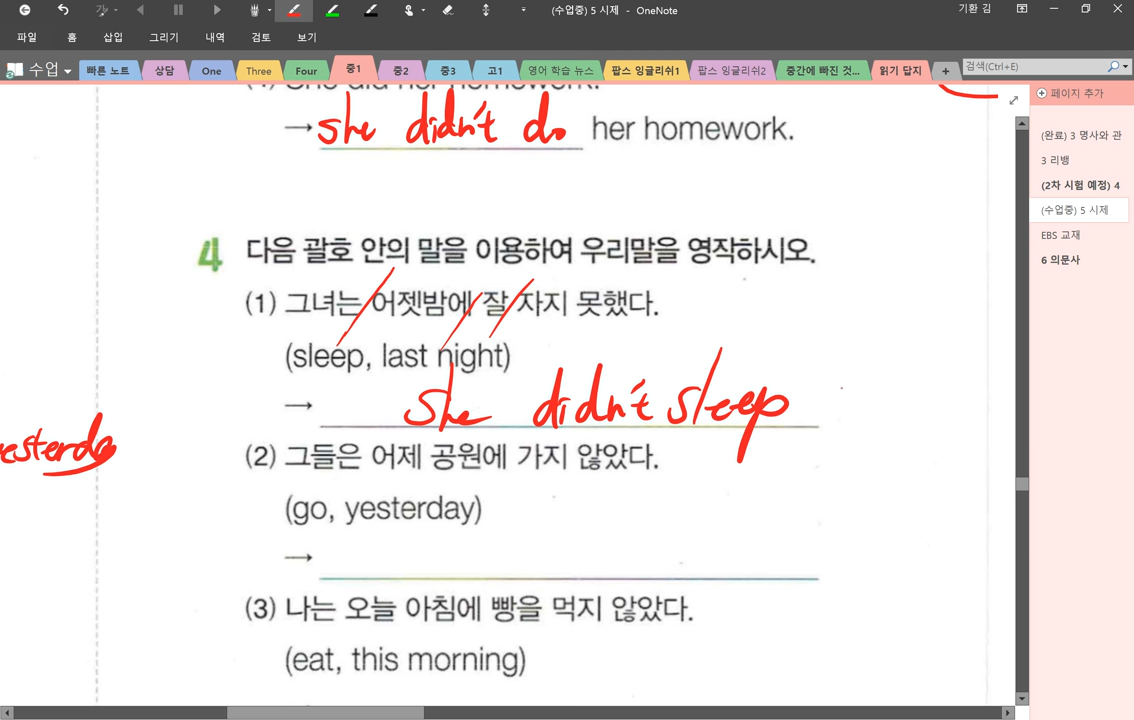 (수업중) 5 시제 - OneNote
기환 김
파일 홈 삽입 그리기 내역 검토 보기
수업 빠른 노트 상담 One Three Four 중1 중2 중3 고1 영어 학습 뉴스 팝스 잉글리쉬1 팝스 잉글리쉬2 중간에 빠진 것... 읽기 답지 + 검색(Ctrl+E)
페이지 추가
(완료) 3 명사와 관
3 리뱅
(2차 시험 예정) 4
(수업중) 5 시제
EBS 교재
6 의문사
She did her homework.
→ she didn't do her homework.
4 다음 괄호 안의 말을 이용하여 우리말을 영작하시오.
(1) 그녀는 어젯밤에 잘 자지 못했다.
(sleep, last night)
→ she didn't sleep
yesterda
(2) 그들은 어제 공원에 가지 않았다.
(go, yesterday)
→
(3) 나는 오늘 아침에 빵을 먹지 않았다.
(eat, this morning)